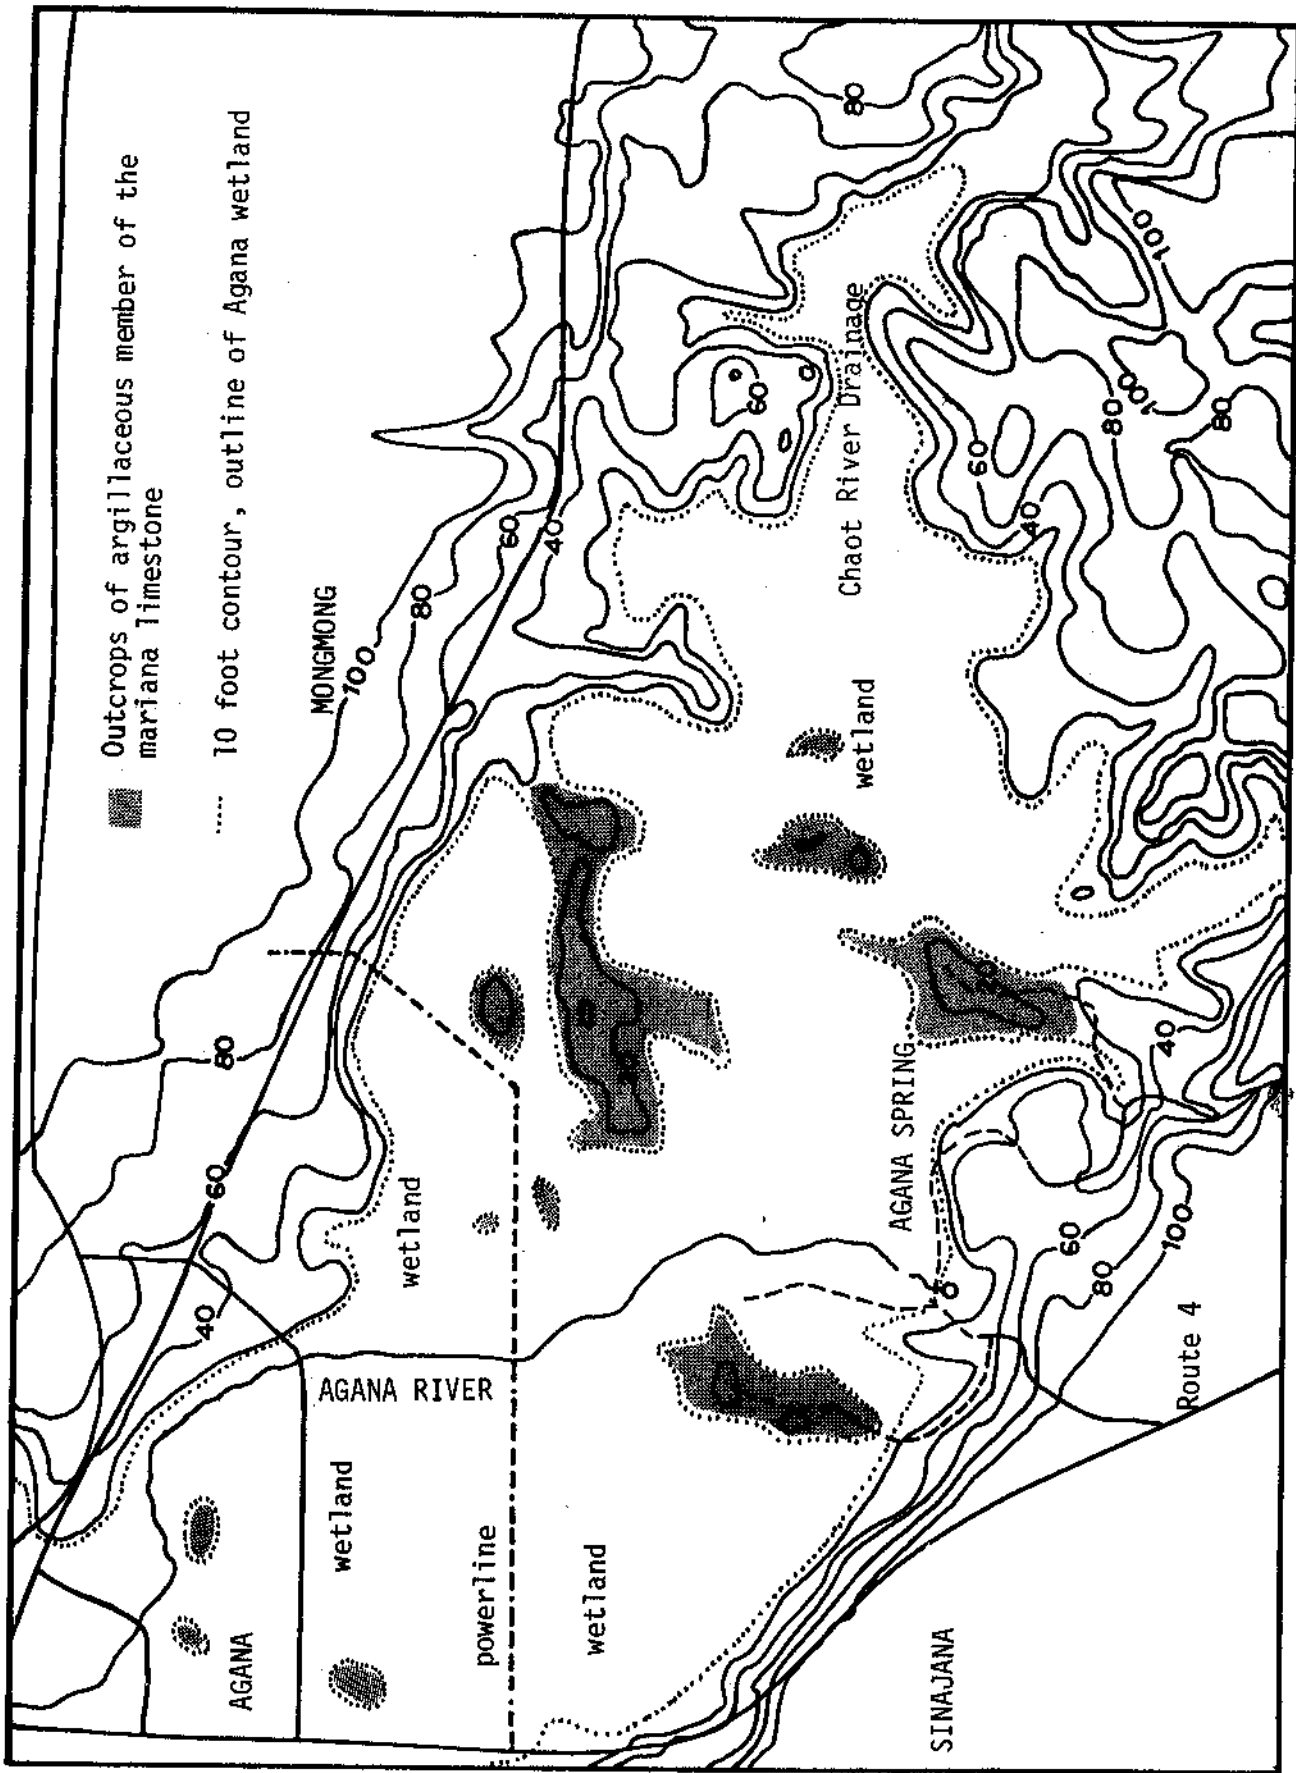 Outcrops of argillaceous member of the
mariana limestone
10 foot contour, outline of Agana wetland
MONGMONG
100
80
60
40
80
60
40
80
60
100
100
80
80
60
40
Chaot River Drainage
wetland
20
20
AGANA SPRING
40
60
80
100
Route 4
wetland
AGANA RIVER
wetland
powerline
wetland
AGANA
SINAJANA